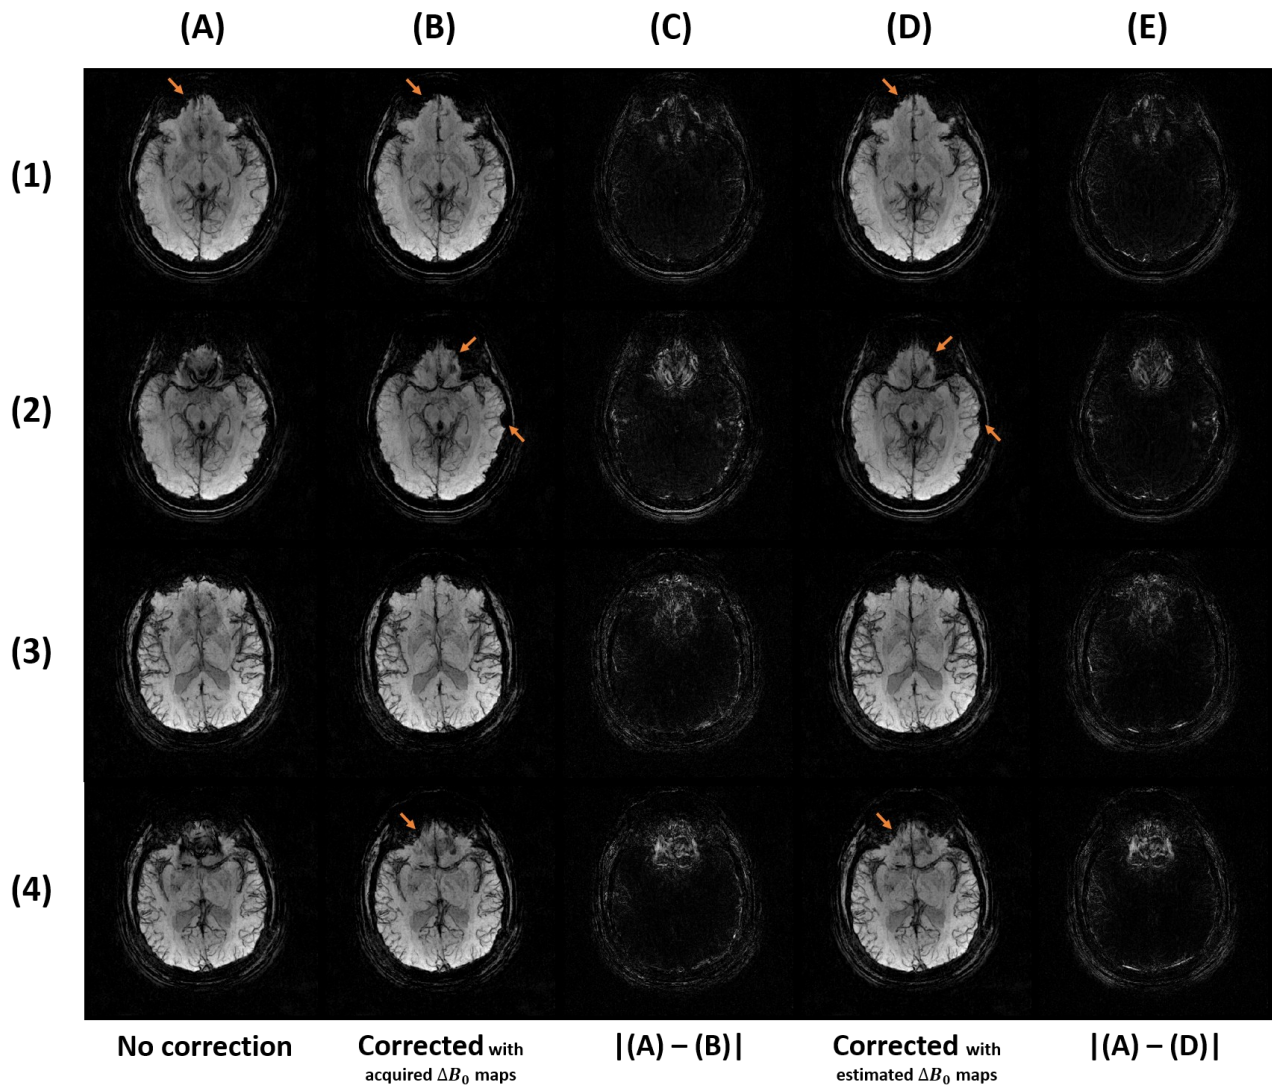 (A) (B) (C) (D) (E)
(1)
(2)
(3)
(4)
No correction Corrected with |(A) – (B)| Corrected with |(A) – (D)|
acquired Δ𝑩₀ maps estimated Δ𝑩₀ maps